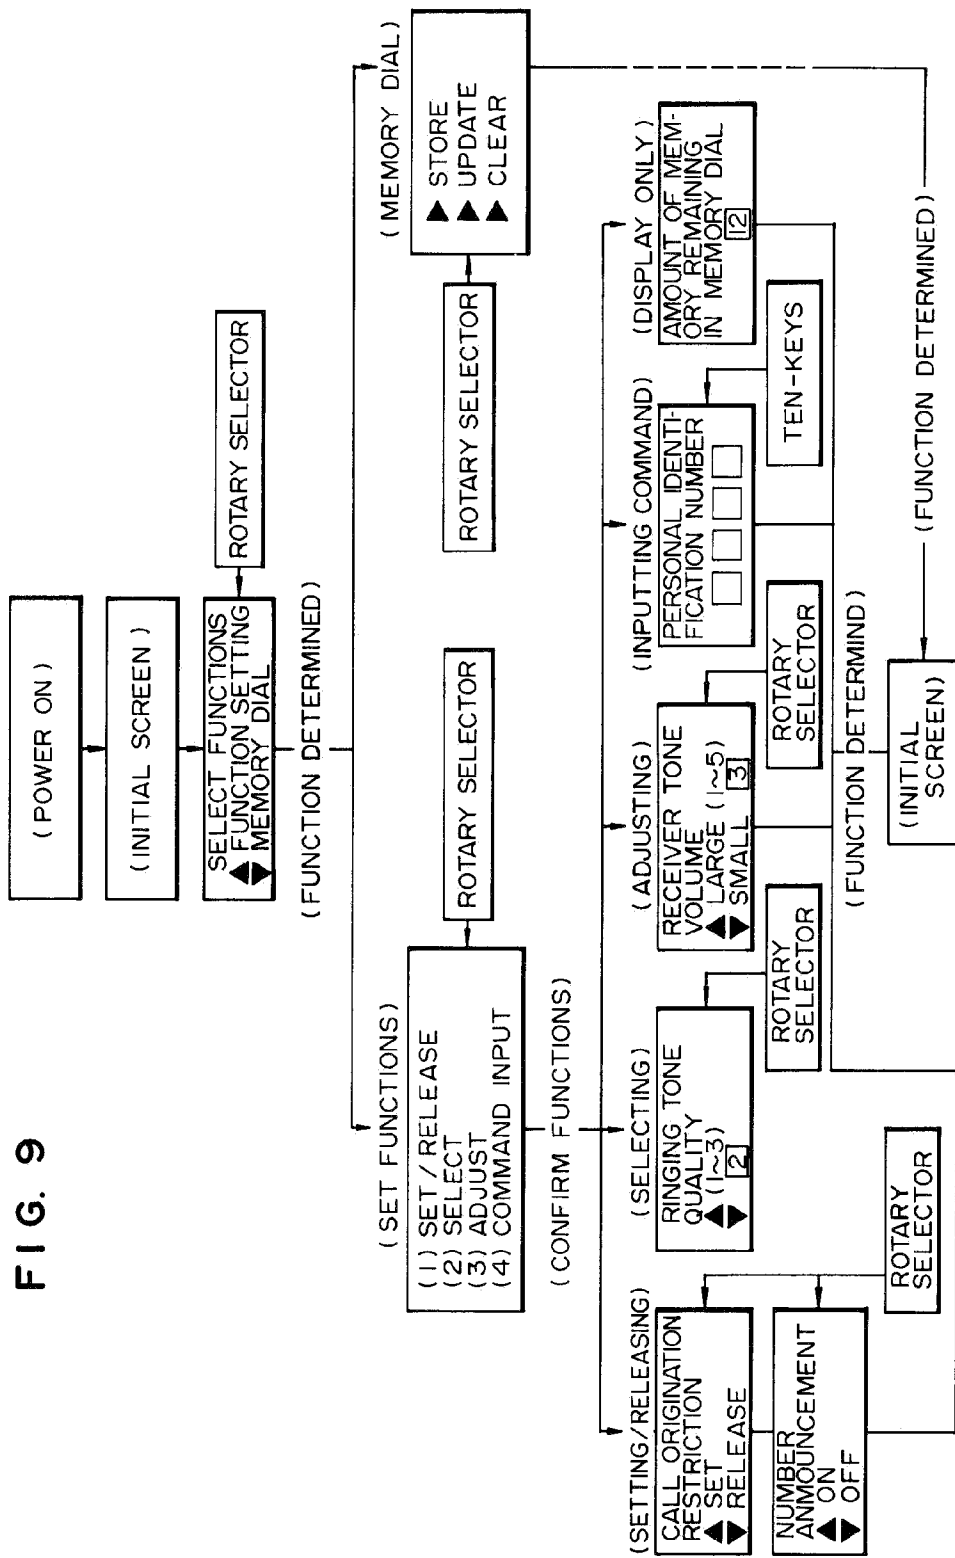 FIG. 9
(POWER ON)
(INITIAL SCREEN)
SELECT FUNCTIONS
▲ FUNCTION SETTING
▼ MEMORY DIAL
ROTARY SELECTOR
(FUNCTION DETERMINED)
(SET FUNCTIONS)
(1) SET/RELEASE
(2) SELECT
(3) ADJUST
(4) COMMAND INPUT
ROTARY SELECTOR
(MEMORY DIAL)
▲ STORE
▲ UPDATE
▲ CLEAR
ROTARY SELECTOR
(CONFIRM FUNCTIONS)
(SETTING/RELEASING)
CALL ORIGINATION
RESTRICTION
▲ SET
▼ RELEASE
NUMBER
ANMOUNCEMENT
▲ ON
▼ OFF
ROTARY
SELECTOR
(SELECTING)
RINGING TONE
QUALITY
▲ (1~3)
▼ 2
ROTARY
SELECTOR
(ADJUSTING)
RECEIVER TONE
VOLUME
▲ LARGE (1~5)
▼ SMALL 3
ROTARY
SELECTOR
(INPUTTING COMMAND)
PERSONAL IDENTI-
FICATION NUMBER
□ □ □ □
TEN-KEYS
(DISPLAY ONLY)
AMOUNT OF MEM-
ORY REMAINING
IN MEMORY DIAL
12
(FUNCTION DETERMIND)
(INITIAL
SCREEN)
(FUNCTION DETERMINED)